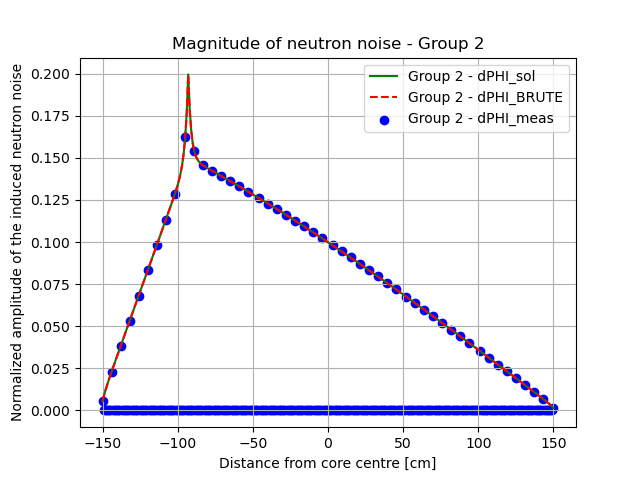 Magnitude of neutron noise - Group 2
Group 2 - dPHI_sol
Group 2 - dPHI_BRUTE
Group 2 - dPHI_meas
Normalized amplitude of the induced neutron noise
0.200
0.175
0.150
0.125
0.100
0.075
0.050
0.025
0.000
−150
−100
−50
0
50
100
150
Distance from core centre [cm]